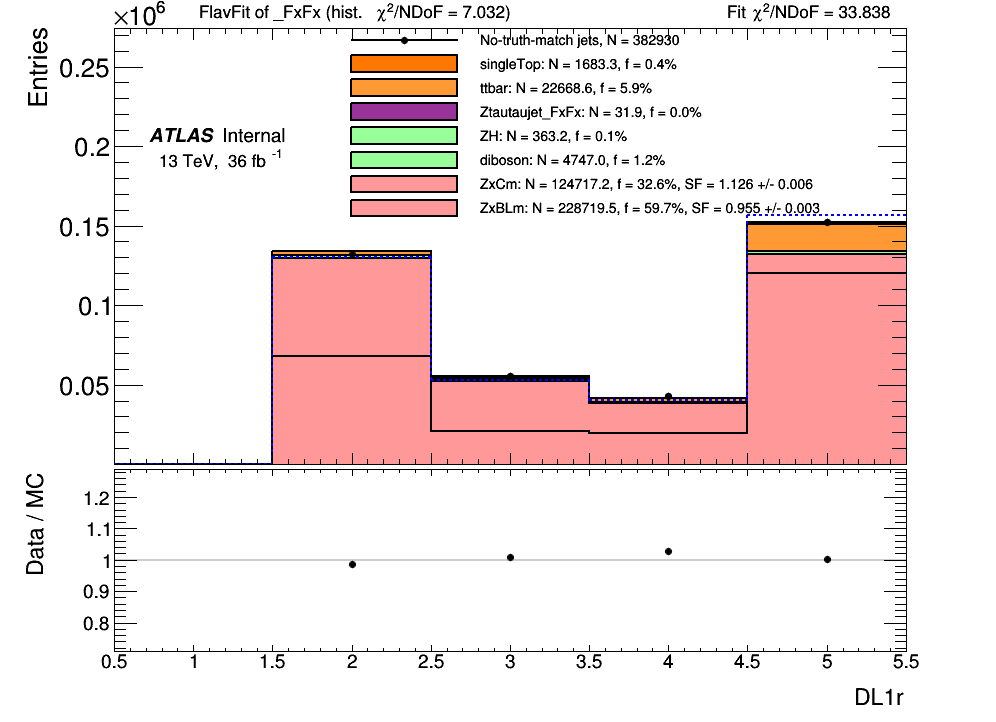 ×10⁶ FlavFit of _FxFx (hist. χ²/NDoF = 7.032) Fit χ²/NDoF = 33.838
Entries
No-truth-match jets, N = 382930
singleTop: N = 1683.3, f = 0.4%
ttbar: N = 22668.6, f = 5.9%
Ztautaujet_FxFx: N = 31.9, f = 0.0%
ZH: N = 363.2, f = 0.1%
diboson: N = 4747.0, f = 1.2%
ZxCm: N = 124717.2, f = 32.6%, SF = 1.126 +/- 0.006
ZxBLm: N = 228719.5, f = 59.7%, SF = 0.955 +/- 0.003
ATLAS Internal
13 TeV, 36 fb⁻¹
0.25
0.2
0.15
0.1
0.05
Data / MC
1.2
1.1
1
0.9
0.8
0.5 1 1.5 2 2.5 3 3.5 4 4.5 5 5.5
DL1r